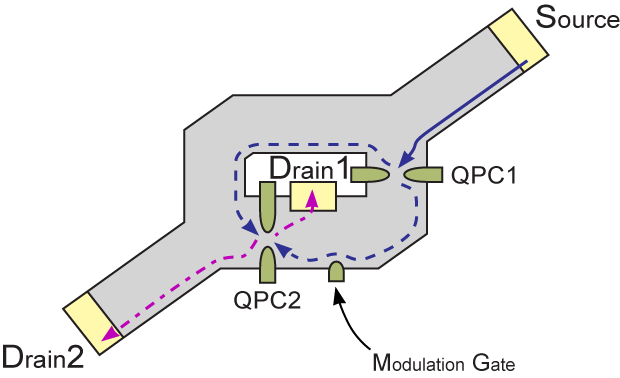 Source
Drain1
QPC1
QPC2
Drain2
Modulation Gate